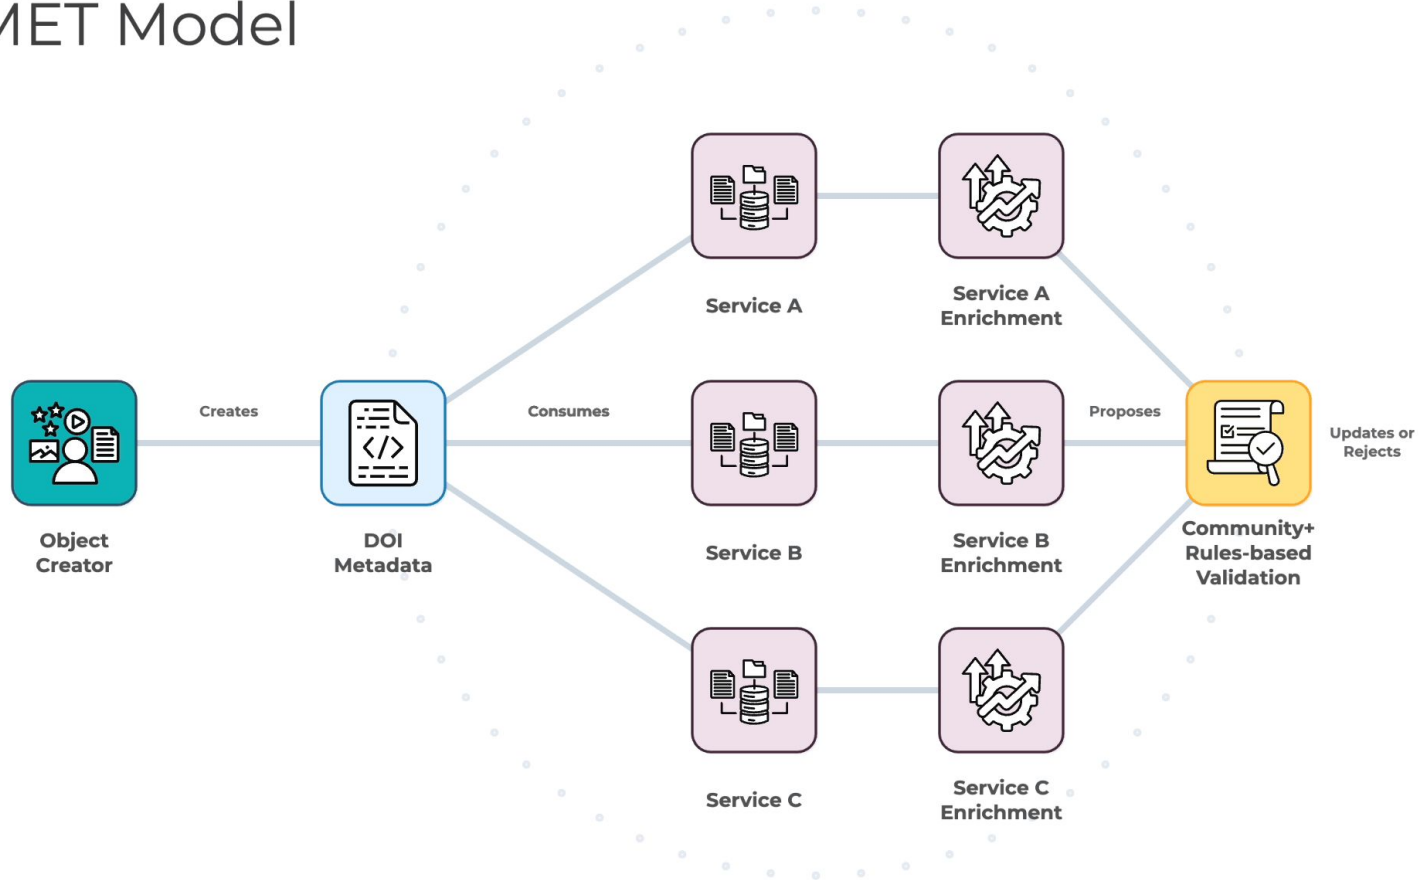 MET Model
Service A
Service A
Enrichment
Creates
Consumes
Proposes
Updates or
Rejects
Object
Creator
DOI
Metadata
Service B
Service B
Enrichment
Community+
Rules-based
Validation
Service C
Service C
Enrichment